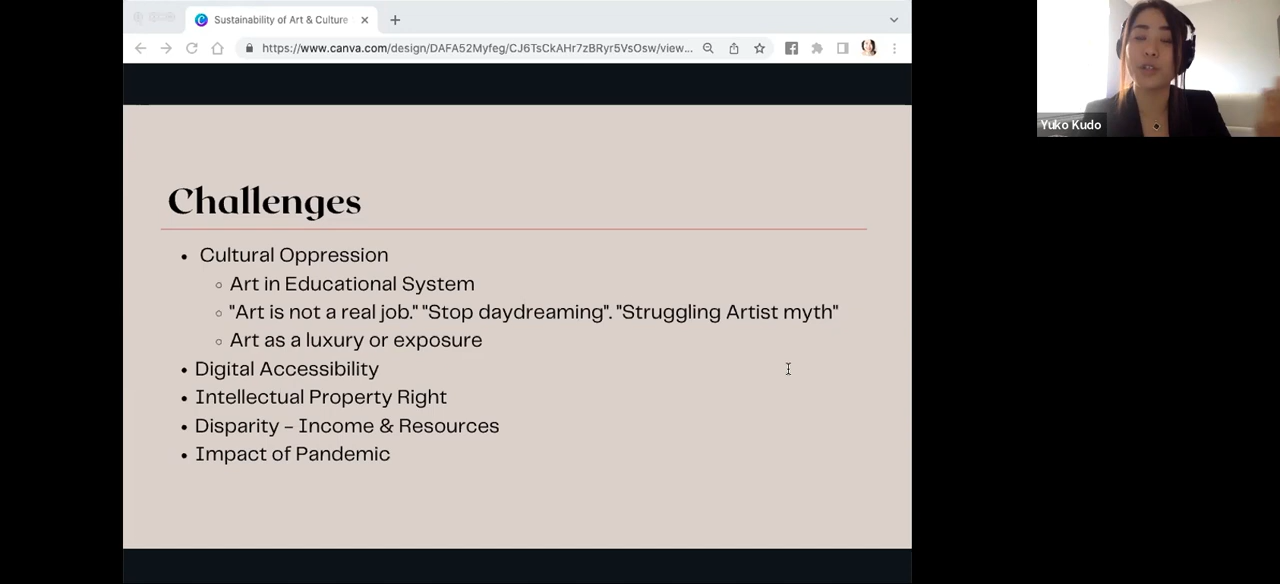 Sustainability of Art & Culture
https://www.canva.com/design/DAFA52Myfeg/CJ6TsCkAHr7zBRyr5VsOsw/view...
Yuko Kudo
Challenges
• Cultural Oppression
◦ Art in Educational System
◦ "Art is not a real job." "Stop daydreaming". "Struggling Artist myth"
◦ Art as a luxury or exposure
• Digital Accessibility
• Intellectual Property Right
• Disparity - Income & Resources
• Impact of Pandemic